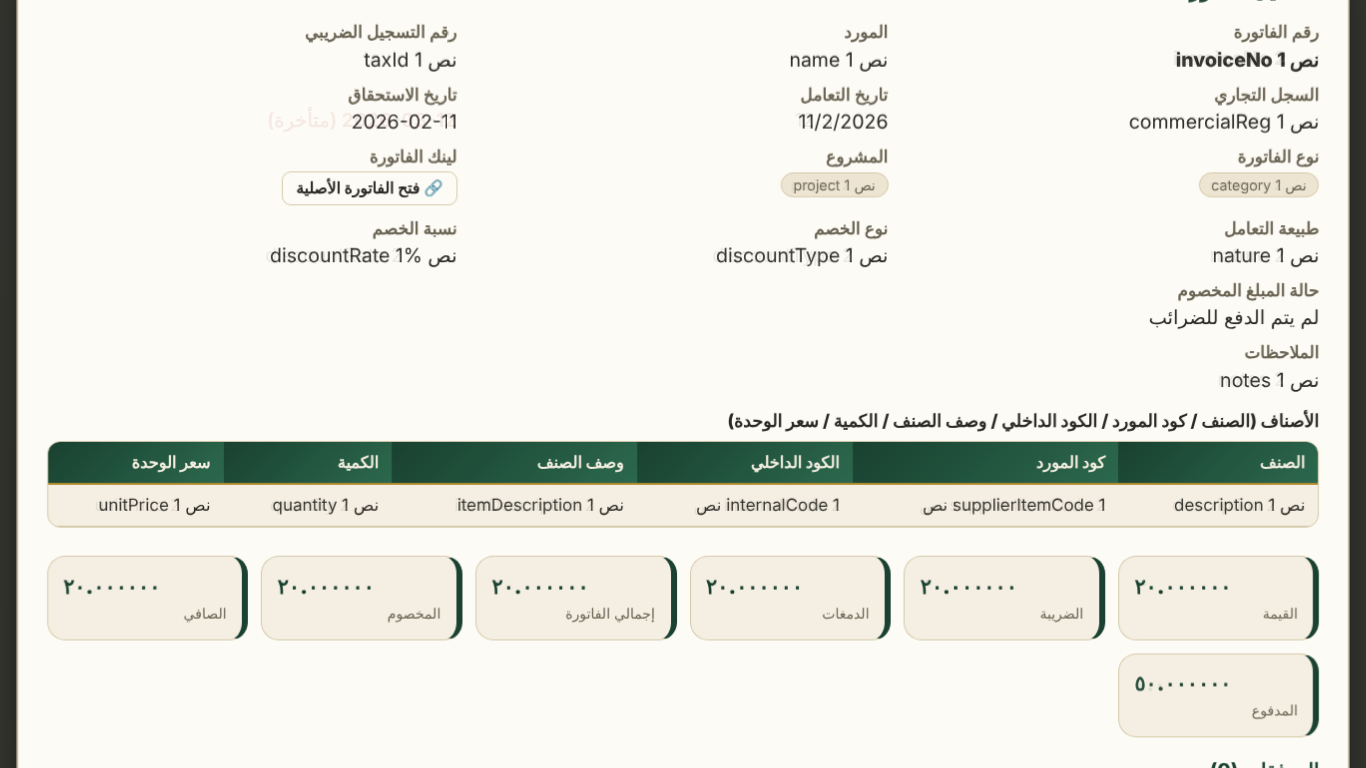 رقم الفاتورة
المورد
رقم التسجيل الضريبي
نص invoiceNo 1
نص name 1
نص taxId 1
السجل التجاري
تاريخ التعامل
تاريخ الاستحقاق
نص commercialReg 1
11/2/2026
2026-02-11 (متأخرة)
نوع الفاتورة
المشروع
لينك الفاتورة
نص category 1
نص project 1
🔗 فتح الفاتورة الأصلية
طبيعة التعامل
نوع الخصم
نسبة الخصم
نص nature 1
نص discountType 1
نص discountRate 1%
حالة المبلغ المخصوم
لم يتم الدفع للضرائب
الملاحظات
نص notes 1
الأصناف (الصنف / كود المورد / الكود الداخلي / وصف الصنف / الكمية / سعر الوحدة)
الصنف كود المورد الكود الداخلي وصف الصنف الكمية سعر الوحدة
نص description 1 نص supplierItemCode 1 نص internalCode 1 نص itemDescription 1 نص quantity 1 نص unitPrice 1
٢٠.٠٠٠٠٠٠
القيمة
٢٠.٠٠٠٠٠٠
الضريبة
٢٠.٠٠٠٠٠٠
الدمغات
٢٠.٠٠٠٠٠٠
إجمالي الفاتورة
٢٠.٠٠٠٠٠٠
المخصوم
٢٠.٠٠٠٠٠٠
الصافي
٥٠.٠٠٠٠٠٠
المدفوع